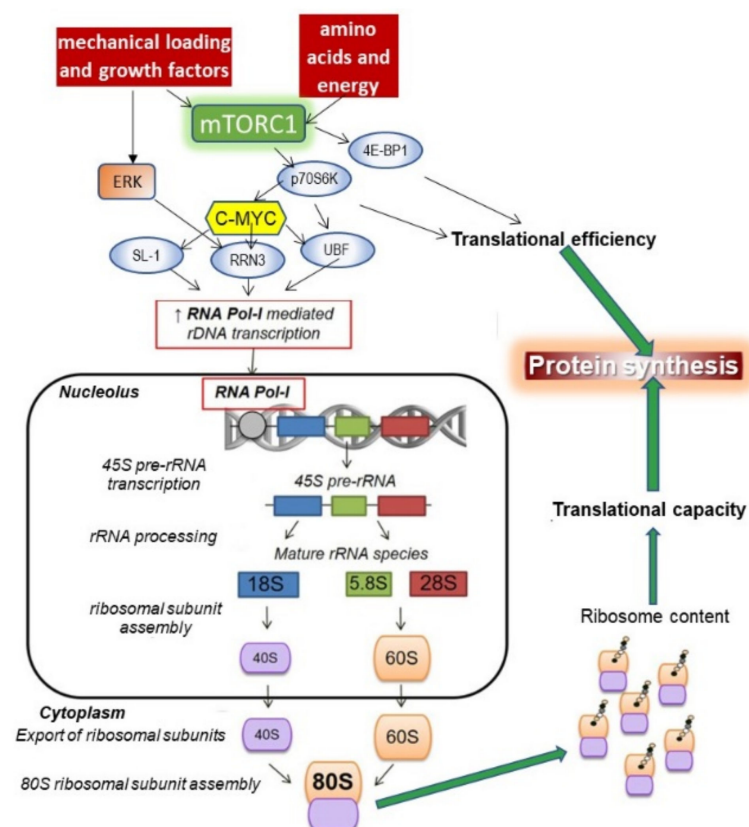 mechanical loading
and growth factors
amino
acids and
energy
mTORC1
4E-BP1
ERK
p70S6K
C-MYC
SL-1
RRN3
UBF
Translational efficiency
↑ RNA Pol-I mediated
rDNA transcription
Protein synthesis
Nucleolus
RNA Pol-I
45S pre-rRNA
transcription
45S pre-rRNA
Translational capacity
rRNA processing
Mature rRNA species
18S
5.8S
28S
ribosomal subunit
assembly
Ribosome content
40S
60S
Cytoplasm
Export of ribosomal subunits
40S
60S
80S ribosomal subunit assembly
80S